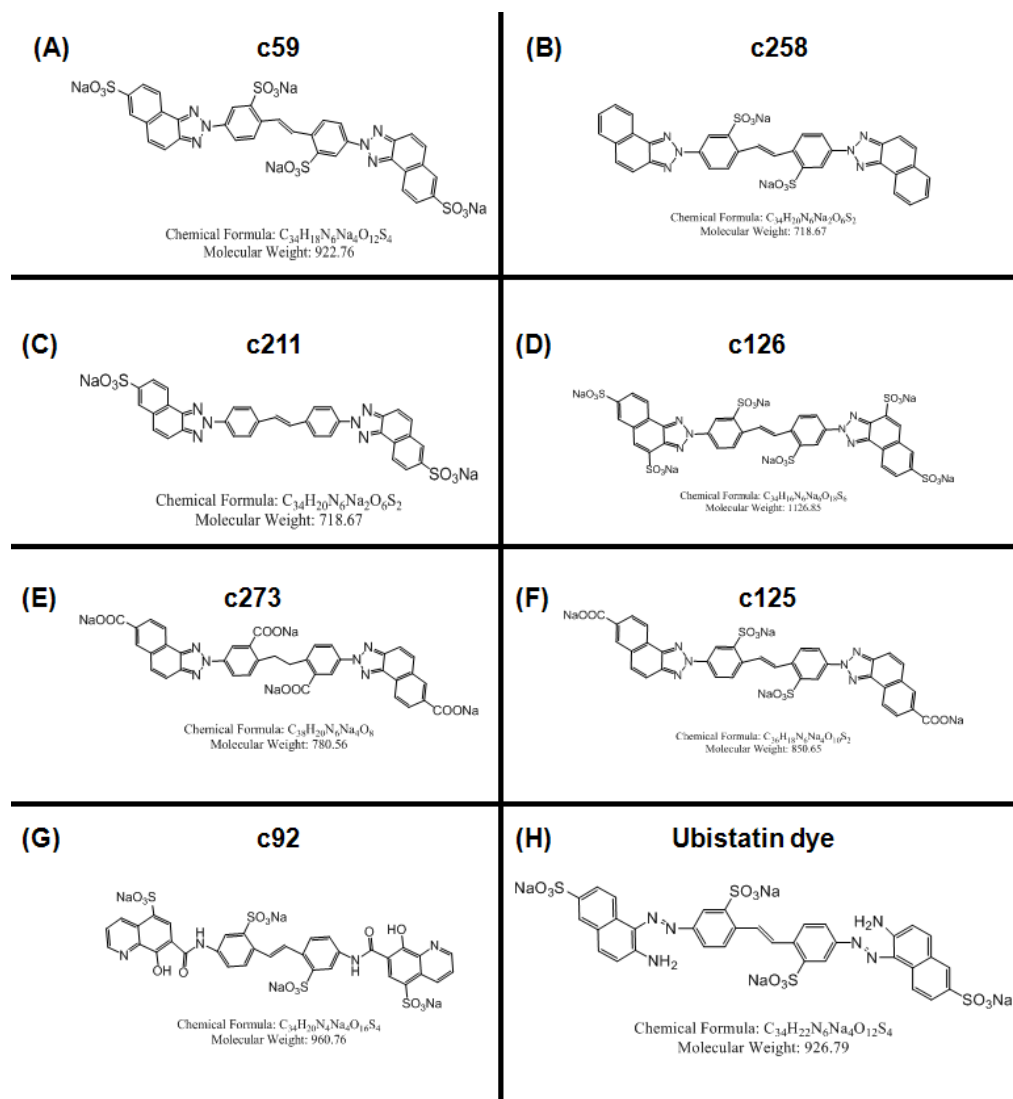 (A) c59
NaO₃S
SO₃Na
N
N
N
N
N
N
NaO₃S
SO₃Na
Chemical Formula: C₃₄H₁₈N₆Na₄O₁₂S₄
Molecular Weight: 922.76
(B) c258
SO₃Na
N
N
N
N
N
N
NaO₃S
Chemical Formula: C₃₄H₂₀N₆Na₂O₆S₂
Molecular Weight: 718.67
(C) c211
NaO₃S
N
N
N
N
N
N
SO₃Na
Chemical Formula: C₃₄H₂₀N₆Na₂O₆S₂
Molecular Weight: 718.67
(D) c126
NaO₃S
SO₃Na
SO₃Na
N
N
N
N
N
N
SO₃Na
NaO₃S
SO₃Na
Chemical Formula: C₃₄H₁₆N₆Na₆O₁₈S₆
Molecular Weight: 1126.85
(E) c273
NaOOC
COONa
N
N
N
N
N
N
NaOOC
COONa
Chemical Formula: C₃₈H₂₀N₆Na₄O₈
Molecular Weight: 780.56
(F) c125
NaOOC
SO₃Na
N
N
N
N
N
N
NaO₃S
COONa
Chemical Formula: C₃₆H₁₈N₆Na₄O₁₀S₂
Molecular Weight: 850.65
(G) c92
NaO₃S
SO₃Na
H
N
O
OH
N
OH
N
O
N
H
NaO₃S
SO₃Na
Chemical Formula: C₃₄H₂₀N₄Na₄O₁₆S₄
Molecular Weight: 960.76
(H) Ubistatin dye
NaO₃S
SO₃Na
N
N
NH₂
H₂N
N
N
NaO₃S
SO₃Na
Chemical Formula: C₃₄H₂₂N₆Na₄O₁₂S₄
Molecular Weight: 926.79